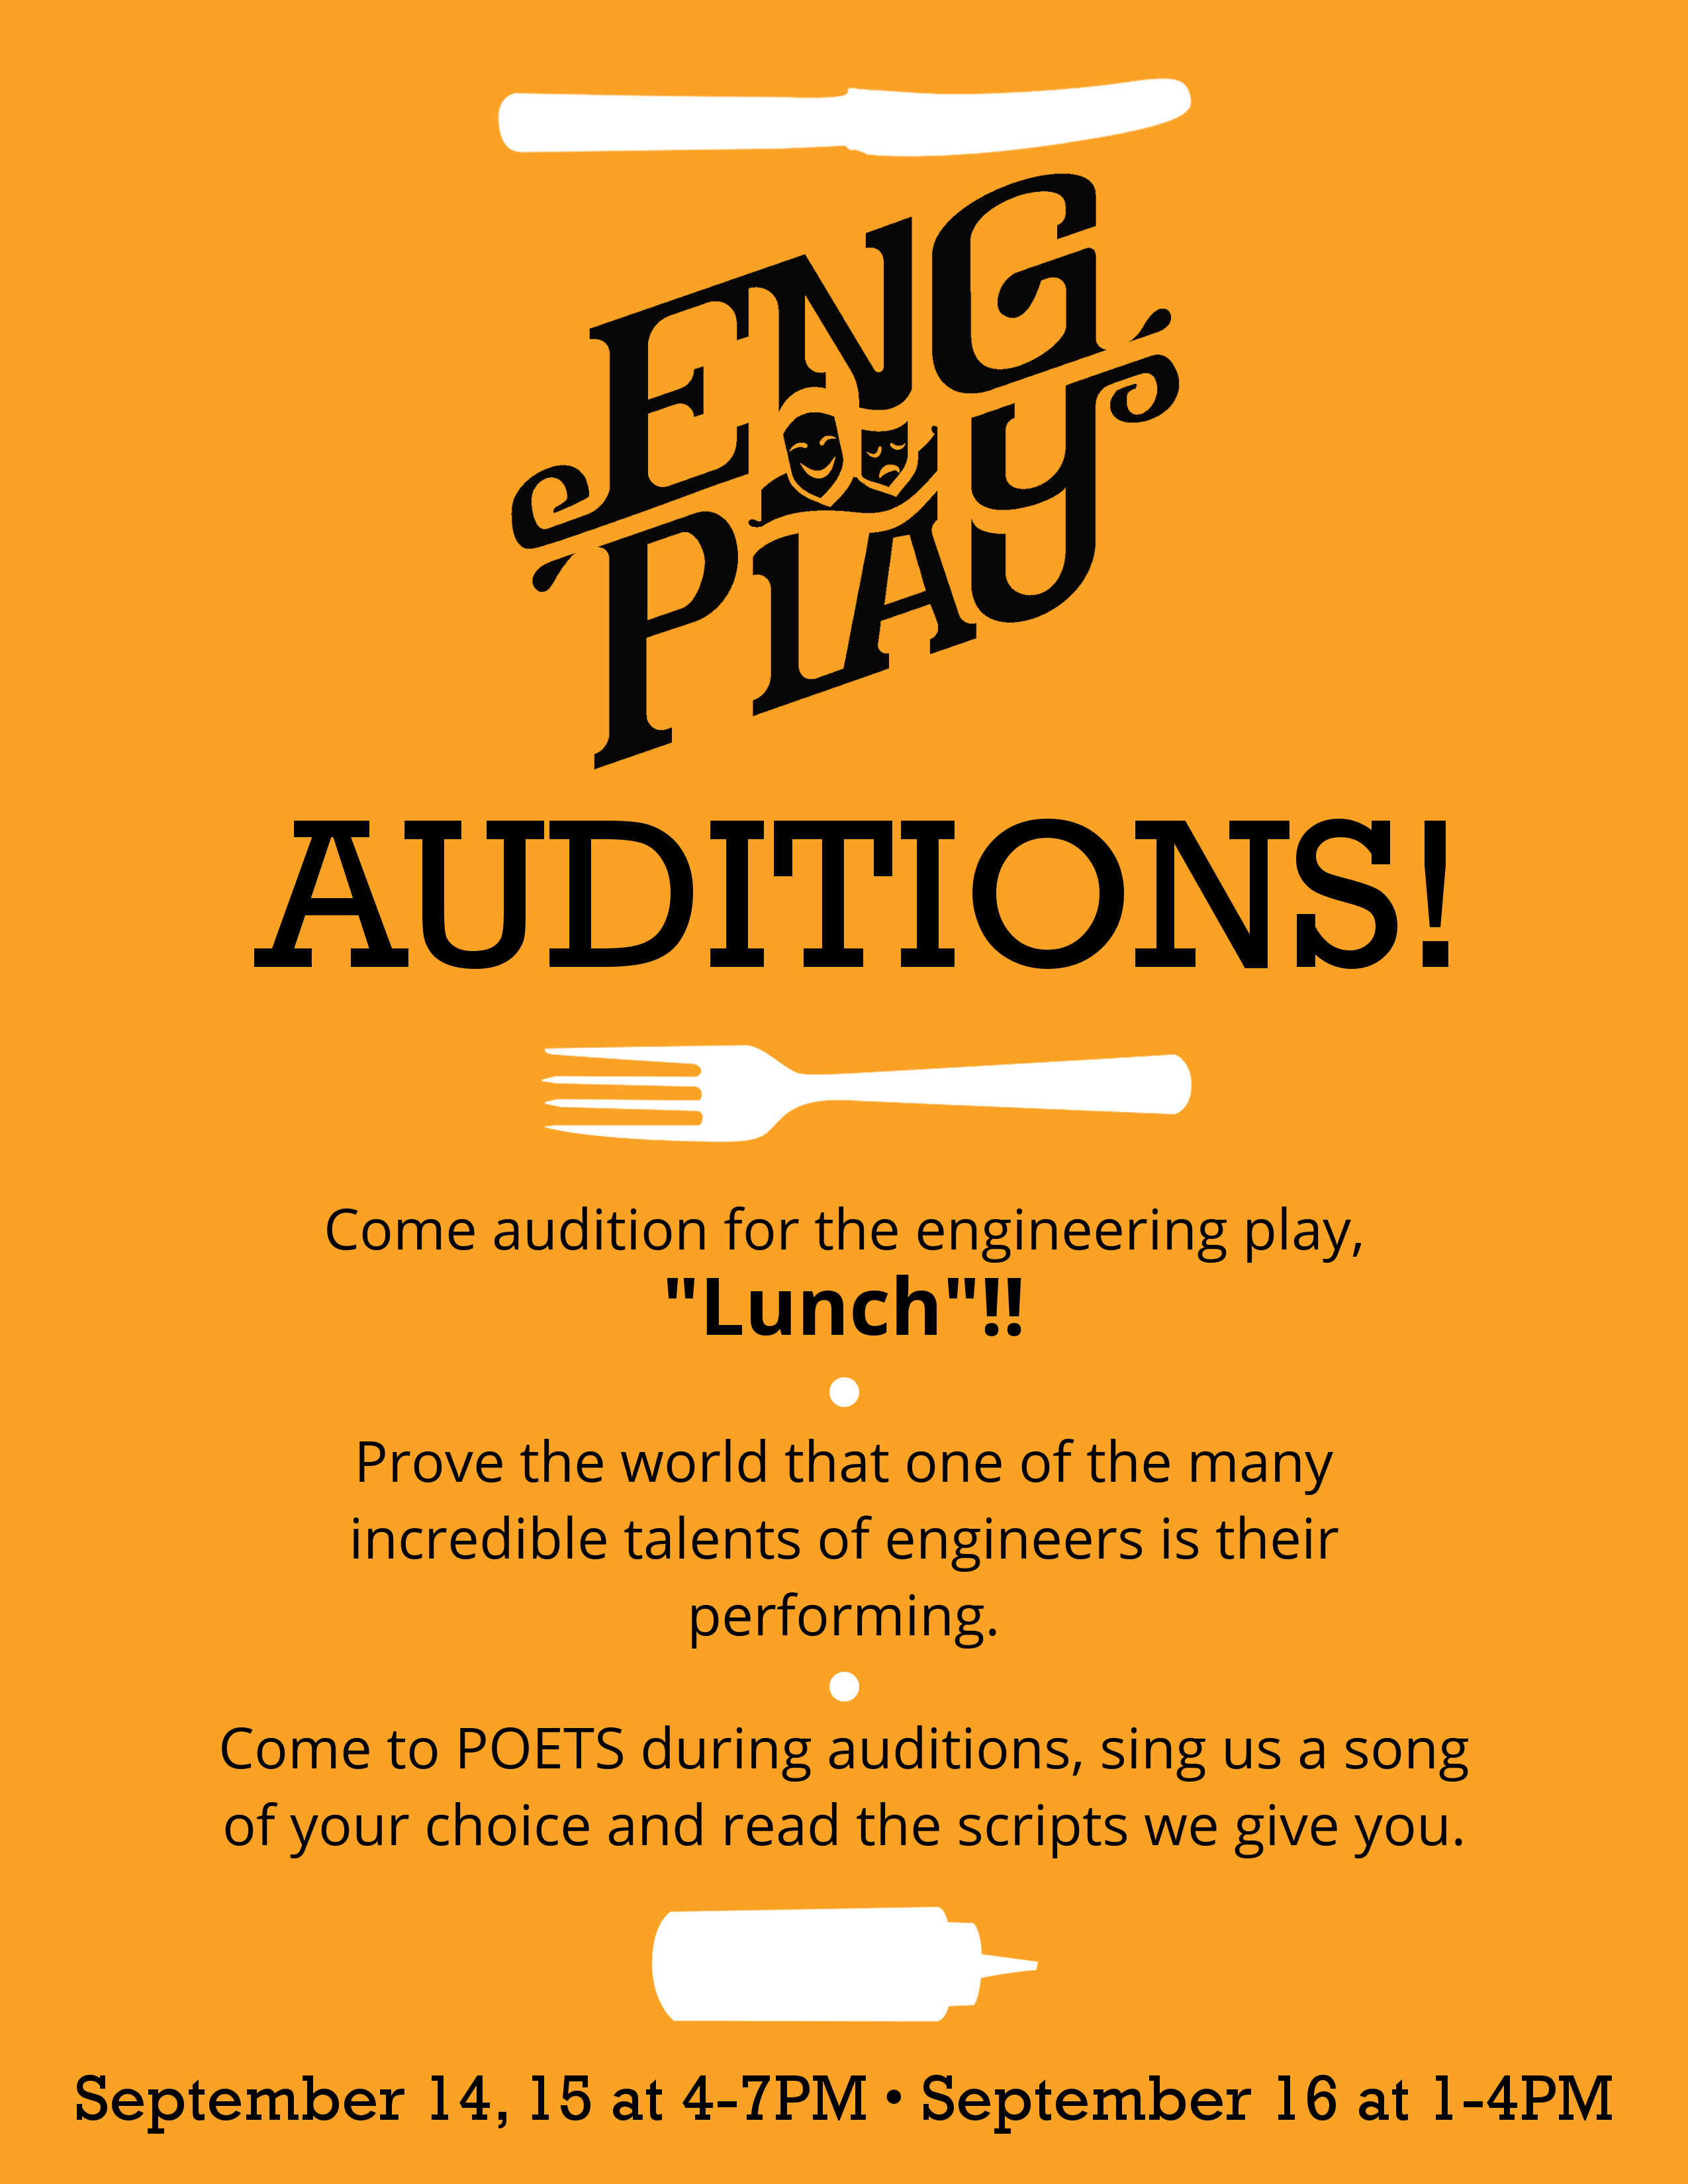 ENG
PLAY
AUDITIONS!
Come audition for the engineering play,
"Lunch"!!
Prove the world that one of the many
incredible talents of engineers is their
performing.
Come to POETS during auditions, sing us a song
of your choice and read the scripts we give you.
September 14, 15 at 4-7PM • September 16 at 1-4PM